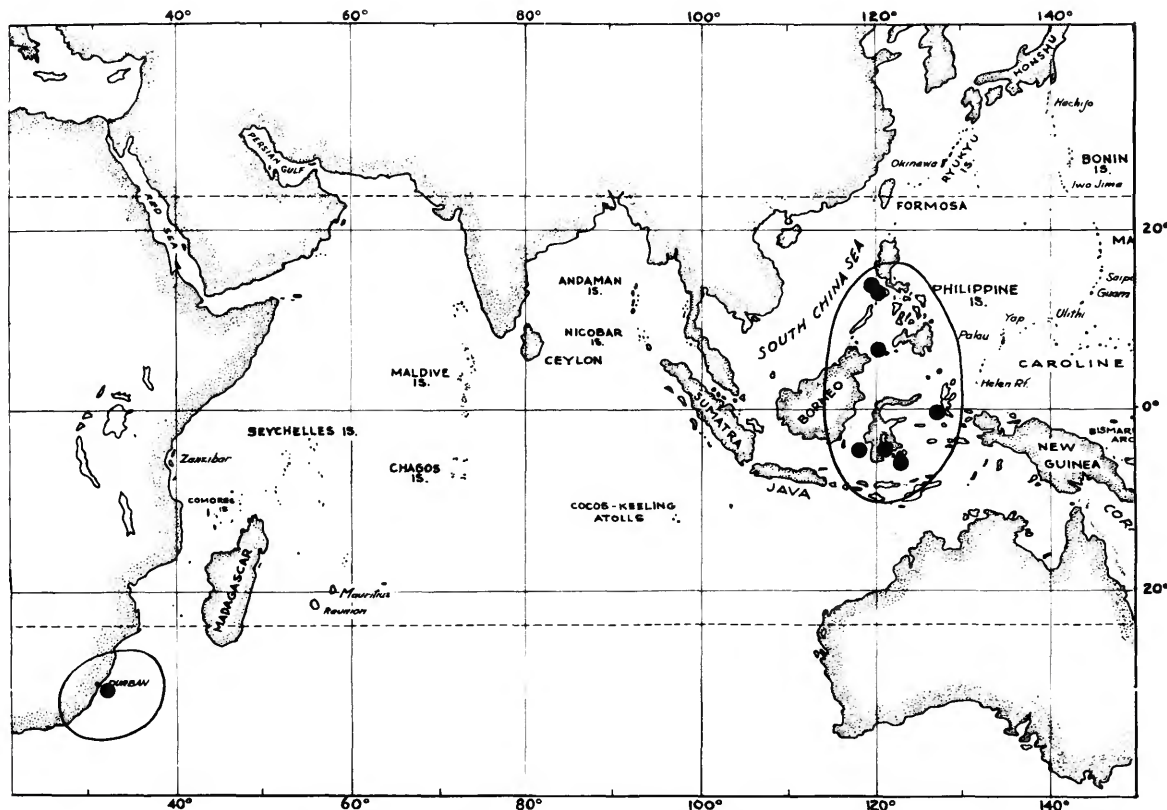 40°
60°
80°
100°
120°
140°
HONSHU
Hachijo
PERSIAN
GULF
Okinawa
RYUKYU
IS.
BONIN
IS.
Iwo Jima
RED
SEA
FORMOSA
20°
MA
SOUTH CHINA SEA
ANDAMAN
IS.
PHILIPPINE
IS.
Saipa
Guam
NICOBAR
IS.
Yap
Ulithi
Palau
CEYLON
CAROLINE
MALDIVE
IS.
Helen Rf.
BORNEO
SUMATRA
0°
SEYCHELLES IS.
BISMAR
ARC
Zanzibar
NEW
GUINEA
CHAGOS
IS.
JAVA
COMORES
IS
COCOS-KEELING
ATOLLS
COR
MADAGASCAR
Mauritius
Reunion
20°
DURBAN
40°
60°
80°
100°
120°
140°